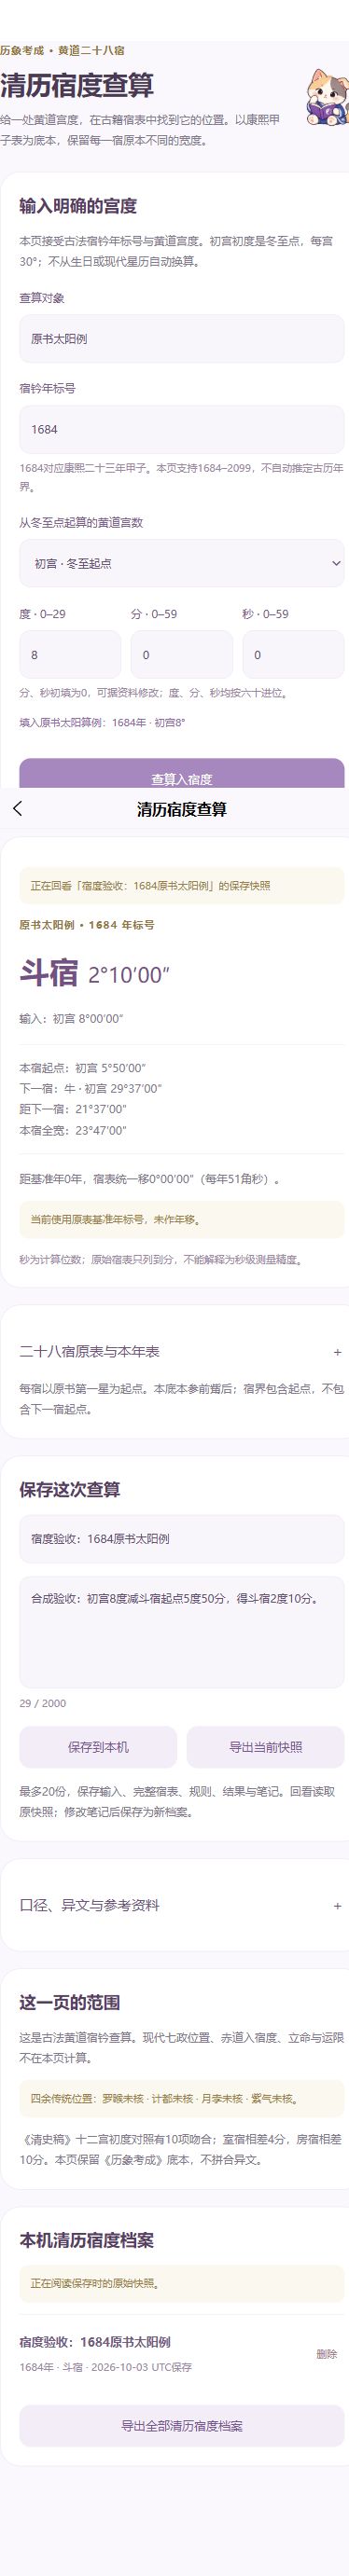 历象考成 • 黄道二十八宿
清历宿度查算
给一处黄道宫度，在古籍宿表中找到它的位置。以康熙甲
子表为底本，保留每一宿原本不同的宽度。
输入明确的宫度
本页接受古法宿钤年标号与黄道宫度。初宫初度是冬至点，每宫
30°；不从生日或现代星历自动换算。
查算对象
原书太阳例
宿钤年标号
1684
1684对应康熙二十三年甲子。本页支持1684–2099，不自动推定古历年
界。
从冬至点起算的黄道宫数
初宫 · 冬至起点
度 · 0–29
分 · 0–59
秒 · 0–59
8
0
0
分、秒初填为0，可据资料修改；度、分、秒均按六十进位。
填入原书太阳算例：1684年 · 初宫8°
查算入宿度
清历宿度查算
正在回看「宿度验收：1684原书太阳例」的保存快照
原书太阳例 • 1684 年标号
斗宿 2°10′00″
输入：初宫 8°00′00″
本宿起点：初宫 5°50′00″
下一宿：牛 · 初宫 29°37′00″
距下一宿：21°37′00″
本宿全宽：23°47′00″
距基准年0年，宿表统一移0°00′00″（每年51角秒）。
当前使用原表基准年标号，未作年移。
秒为计算位数；原始宿表只列到分，不能解释为秒级测量精度。
二十八宿原表与本年表
+
每宿以原书第一星为起点。本底本参前觜后；宿界包含起点，不包
含下一宿起点。
保存这次查算
宿度验收：1684原书太阳例
合成验收：初宫8度减斗宿起点5度50分，得斗宿2度10分。
29 / 2000
保存到本机
导出当前快照
最多20份，保存输入、完整宿表、规则、结果与笔记。回看读取
原快照；修改笔记后保存为新档案。
口径、异文与参考资料
+
这一页的范围
这是古法黄道宿钤查算。现代七政位置、赤道入宿度、立命与运限
不在本页计算。
四余传统位置：罗睺未核 · 计都未核 · 月孛未核 · 紫气未核。
《清史稿》十二宫初度对照有10项吻合；室宿相差4分，房宿相差
10分。本页保留《历象考成》底本，不拼合异文。
本机清历宿度档案
正在阅读保存时的原始快照。
宿度验收：1684原书太阳例
1684年 · 斗宿 · 2026-10-03 UTC保存
删除
导出全部清历宿度档案